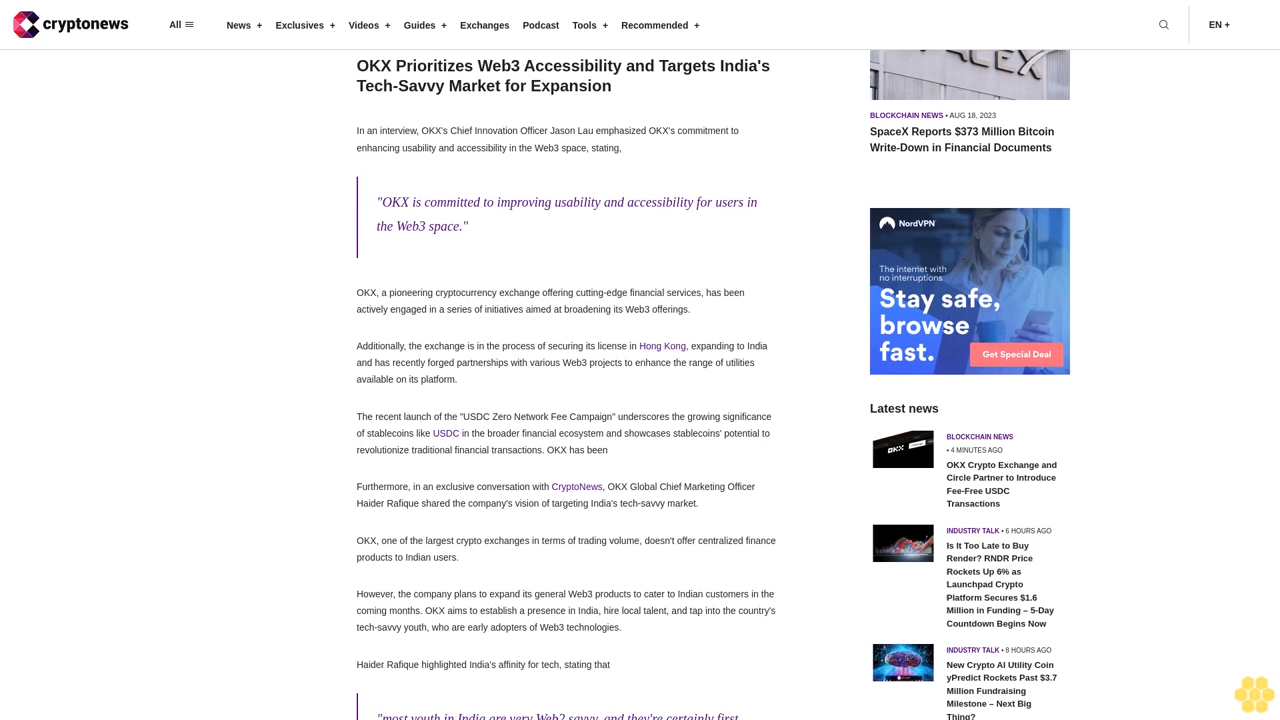 cryptonews
All
News +
Exclusives +
Videos +
Guides +
Exchanges
Podcast
Tools +
Recommended +
EN +
OKX Prioritizes Web3 Accessibility and Targets India's
Tech-Savvy Market for Expansion
In an interview, OKX's Chief Innovation Officer Jason Lau emphasized OKX's commitment to
enhancing usability and accessibility in the Web3 space, stating,
"OKX is committed to improving usability and accessibility for users in
the Web3 space."
OKX, a pioneering cryptocurrency exchange offering cutting-edge financial services, has been
actively engaged in a series of initiatives aimed at broadening its Web3 offerings.
Additionally, the exchange is in the process of securing its license in Hong Kong, expanding to India
and has recently forged partnerships with various Web3 projects to enhance the range of utilities
available on its platform.
The recent launch of the "USDC Zero Network Fee Campaign" underscores the growing significance
of stablecoins like USDC in the broader financial ecosystem and showcases stablecoins' potential to
revolutionize traditional financial transactions. OKX has been
Furthermore, in an exclusive conversation with CryptoNews, OKX Global Chief Marketing Officer
Haider Rafique shared the company's vision of targeting India's tech-savvy market.
OKX, one of the largest crypto exchanges in terms of trading volume, doesn't offer centralized finance
products to Indian users.
However, the company plans to expand its general Web3 products to cater to Indian customers in the
coming months. OKX aims to establish a presence in India, hire local talent, and tap into the country's
tech-savvy youth, who are early adopters of Web3 technologies.
Haider Rafique highlighted India's affinity for tech, stating that
"most youth in India are very Web2 savvy, and they're certainly first
BLOCKCHAIN NEWS • AUG 18, 2023
SpaceX Reports $373 Million Bitcoin
Write-Down in Financial Documents
NordVPN
The internet with
no interruptions
Stay safe,
browse
fast.
Get Special Deal
Latest news
OKX
BLOCKCHAIN NEWS
• 4 MINUTES AGO
OKX Crypto Exchange and
Circle Partner to Introduce
Fee-Free USDC
Transactions
INDUSTRY TALK • 6 HOURS AGO
Is It Too Late to Buy
Render? RNDR Price
Rockets Up 6% as
Launchpad Crypto
Platform Secures $1.6
Million in Funding – 5-Day
Countdown Begins Now
INDUSTRY TALK • 8 HOURS AGO
New Crypto AI Utility Coin
yPredict Rockets Past $3.7
Million Fundraising
Milestone – Next Big
Thing?